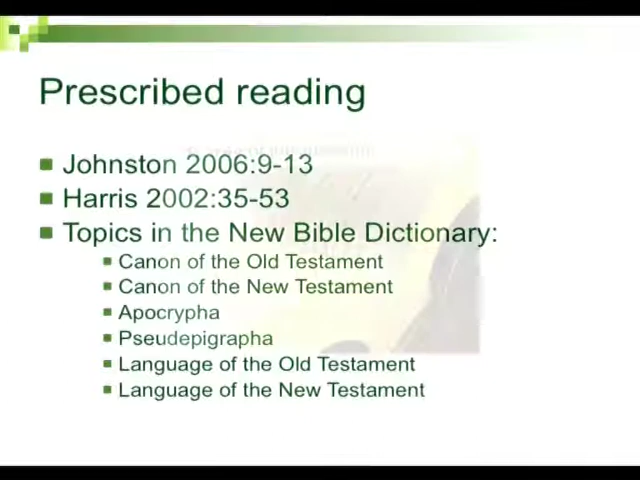 Prescribed reading
Johnston 2006:9-13
Harris 2002:35-53
Topics in the New Bible Dictionary:
Canon of the Old Testament
Canon of the New Testament
Apocrypha
Pseudepigrapha
Language of the Old Testament
Language of the New Testament